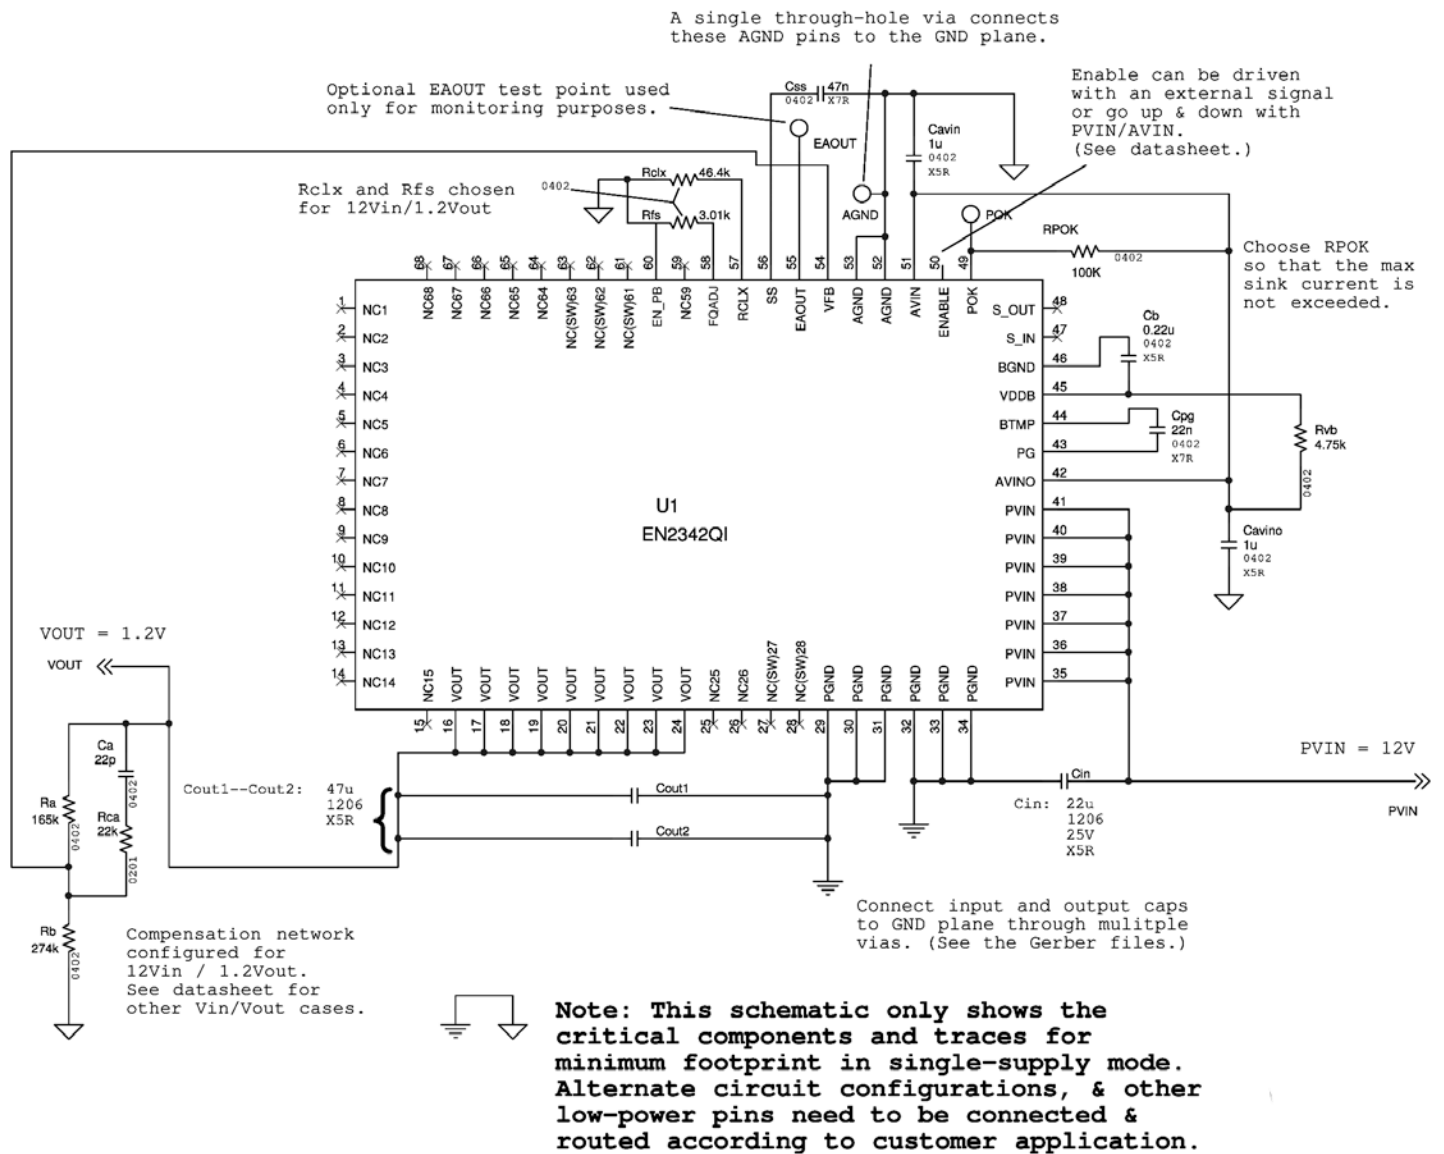 A single through-hole via connects
these AGND pins to the GND plane.
Optional EAOUT test point used
only for monitoring purposes.
Css
0402
47n
X7R
EAOUT
Cavin
1u
0402
X5R
Enable can be driven
with an external signal
or go up & down with
PVIN/AVIN.
(See datasheet.)
Rclx and Rfs chosen
for 12Vin/1.2Vout
0402
Rclx
46.4k
Rfs
3.01k
AGND
POK
RPOK
100K
0402
Choose RPOK
so that the max
sink current is
not exceeded.
68
67
66
65
64
63
62
61
60
59
58
57
56
55
54
53
52
51
50
49
NC68
NC67
NC66
NC65
NC64
NC(SW)63
NC(SW)62
NC(SW)61
EN_PB
NC59
FQADJ
RCLX
SS
EAOUT
VFB
AGND
AGND
AVIN
ENABLE
POK
1 NC1
2 NC2
3 NC3
4 NC4
5 NC5
6 NC6
7 NC7
8 NC8
9 NC9
10 NC10
11 NC11
12 NC12
13 NC13
14 NC14
S_OUT 48
S_IN 47
BGND 46
VDDB 45
BTMP 44
PG 43
AVINO 42
PVIN 41
PVIN 40
PVIN 39
PVIN 38
PVIN 37
PVIN 36
PVIN 35
Cb
0.22u
0402
X5R
Cpg
22n
0402
X7R
Rvb
4.75k
0402
Cavino
1u
0402
X5R
U1
EN2342QI
NC15
VOUT
VOUT
VOUT
VOUT
VOUT
VOUT
VOUT
VOUT
VOUT
NC25
NC26
NC(SW)27
NC(SW)28
PGND
PGND
PGND
PGND
PGND
PGND
15
16
17
18
19
20
21
22
23
24
25
26
27
28
29
30
31
32
33
34
VOUT = 1.2V
VOUT
Ca
22p
0402
Ra
165k
0402
Rca
22k
0201
Rb
274k
0402
Cout1--Cout2:
47u
1206
X5R
Cout1
Cout2
Cin
Cin:
22u
1206
25V
X5R
PVIN = 12V
PVIN
Connect input and output caps
to GND plane through mulitple
vias. (See the Gerber files.)
Compensation network
configured for
12Vin / 1.2Vout.
See datasheet for
other Vin/Vout cases.
Note: This schematic only shows the
critical components and traces for
minimum footprint in single-supply mode.
Alternate circuit configurations, & other
low-power pins need to be connected &
routed according to customer application.